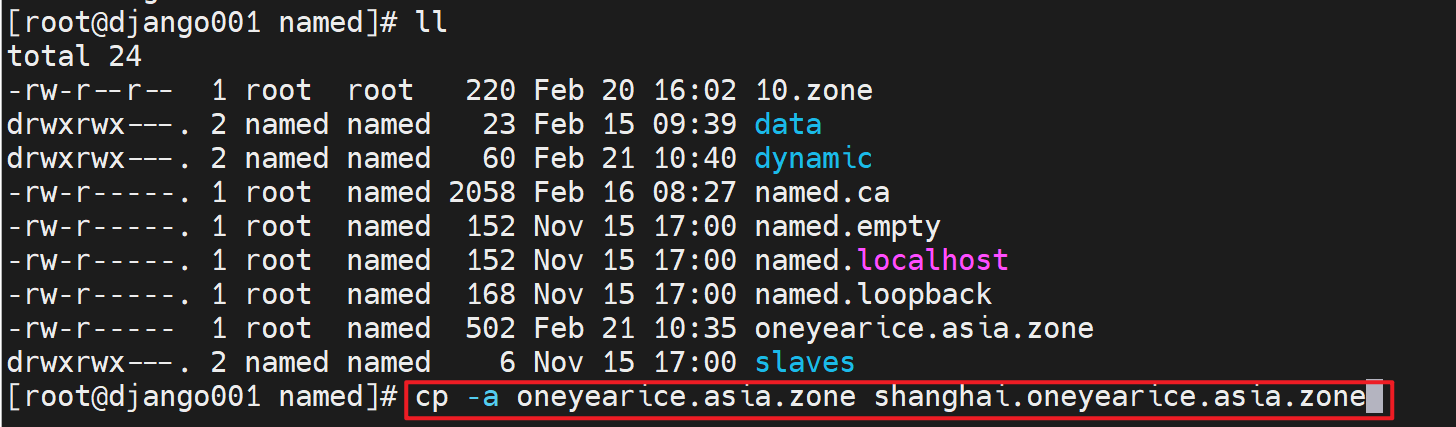 [root@django001 named]# ll
total 24
-rw-r--r--  1 root  root   220 Feb 20 16:02 10.zone
drwxrwx---. 2 named named   23 Feb 15 09:39 data
drwxrwx---. 2 named named   60 Feb 21 10:40 dynamic
-rw-r-----. 1 root  named 2058 Feb 16 08:27 named.ca
-rw-r-----. 1 root  named  152 Nov 15 17:00 named.empty
-rw-r-----. 1 root  named  152 Nov 15 17:00 named.localhost
-rw-r-----. 1 root  named  168 Nov 15 17:00 named.loopback
-rw-r-----  1 root  named  502 Feb 21 10:35 oneyearice.asia.zone
drwxrwx---. 2 named named    6 Nov 15 17:00 slaves
[root@django001 named]# cp -a oneyearice.asia.zone shanghai.oneyearice.asia.zone